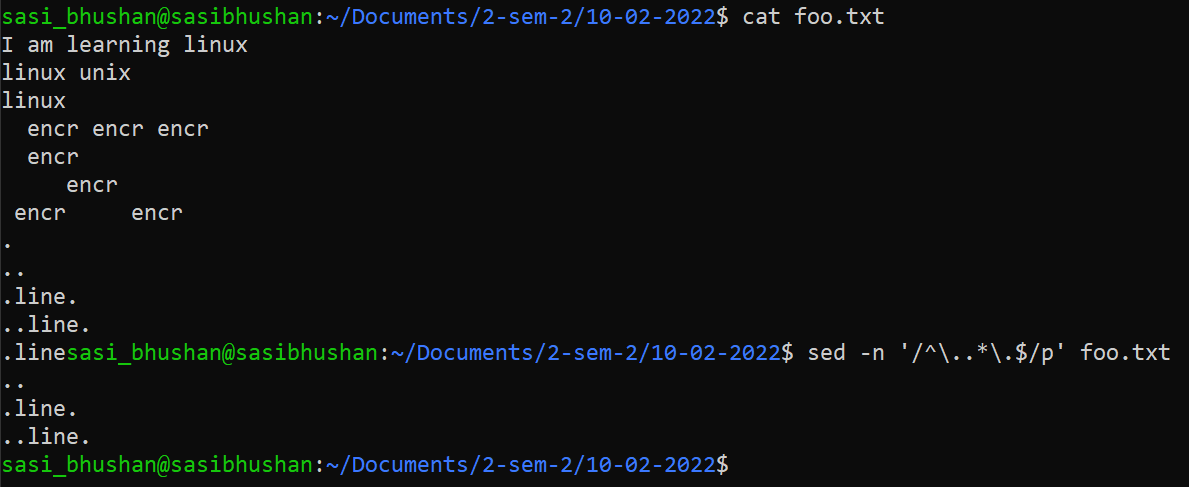 sasi_bhushan@sasibhushan:~/Documents/2-sem-2/10-02-2022$ cat foo.txt
I am learning linux
linux unix
linux
  encr encr encr
  encr
     encr
 encr     encr
.
..
.line.
..line.
.linesasi_bhushan@sasibhushan:~/Documents/2-sem-2/10-02-2022$ sed -n '/^\..*\.$/p' foo.txt
..
.line.
..line.
sasi_bhushan@sasibhushan:~/Documents/2-sem-2/10-02-2022$